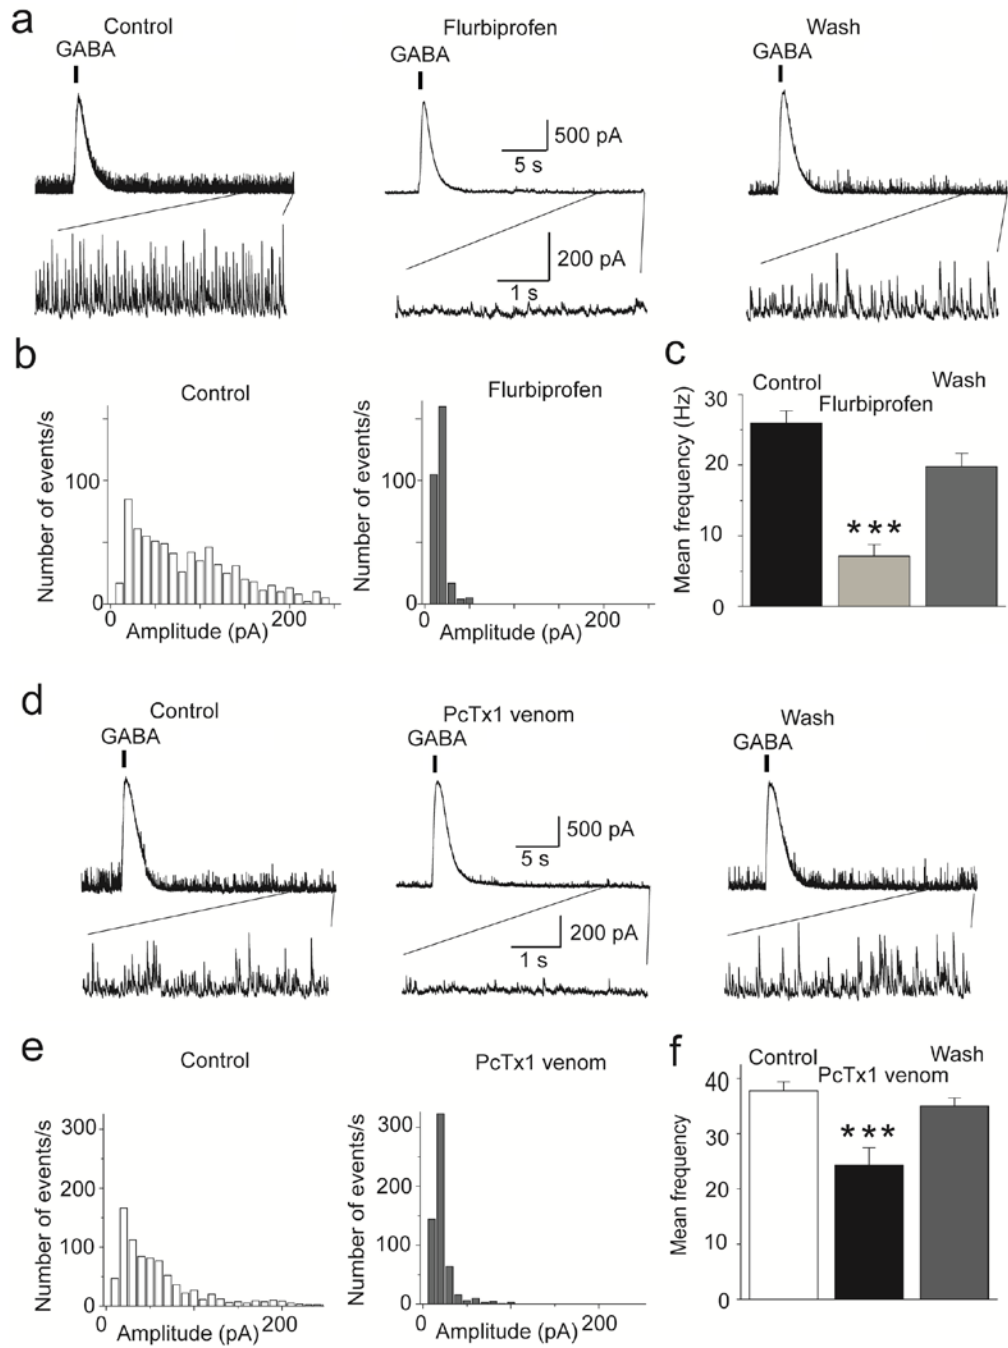 a
Control
Flurbiprofen
Wash
GABA
GABA
GABA
500 pA
5 s
200 pA
1 s
b
Control
Flurbiprofen
Number of events/s
100
0
0
200
Amplitude (pA)
Number of events/s
100
0
0
200
Amplitude (pA)
c
Control
Flurbiprofen
Wash
Mean frequency (Hz)
30
20
10
0
***
d
Control
PcTx1 venom
Wash
GABA
GABA
GABA
500 pA
5 s
200 pA
1 s
e
Control
PcTx1 venom
Number of events/s
300
200
100
0
0
200
Amplitude (pA)
Number of events/s
300
200
100
0
0
200
Amplitude (pA)
f
Control
PcTx1 venom
Wash
Mean frequency
40
30
20
10
0
***